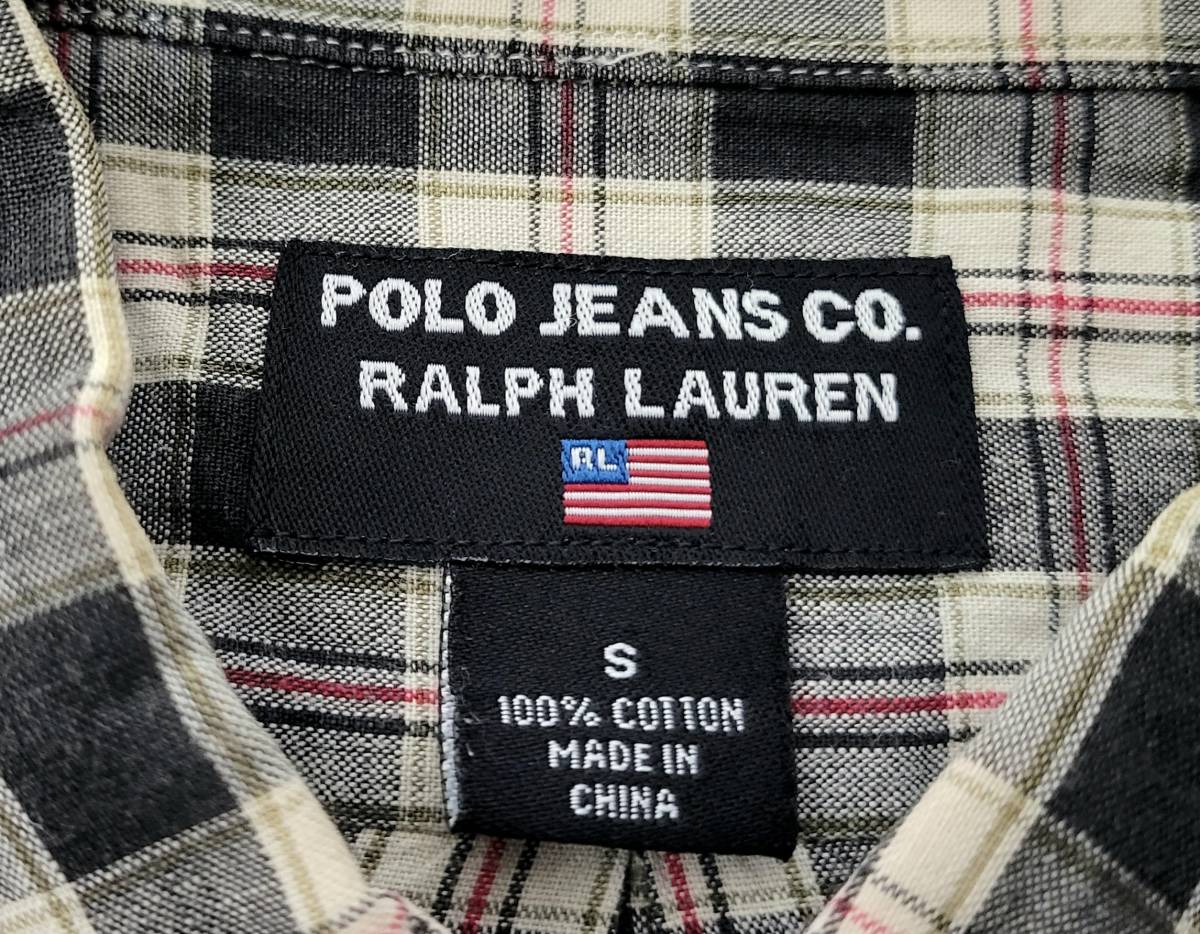 POLO JEANS CO.
RALPH LAUREN
RL
S
100% COTTON
MADE IN
CHINA